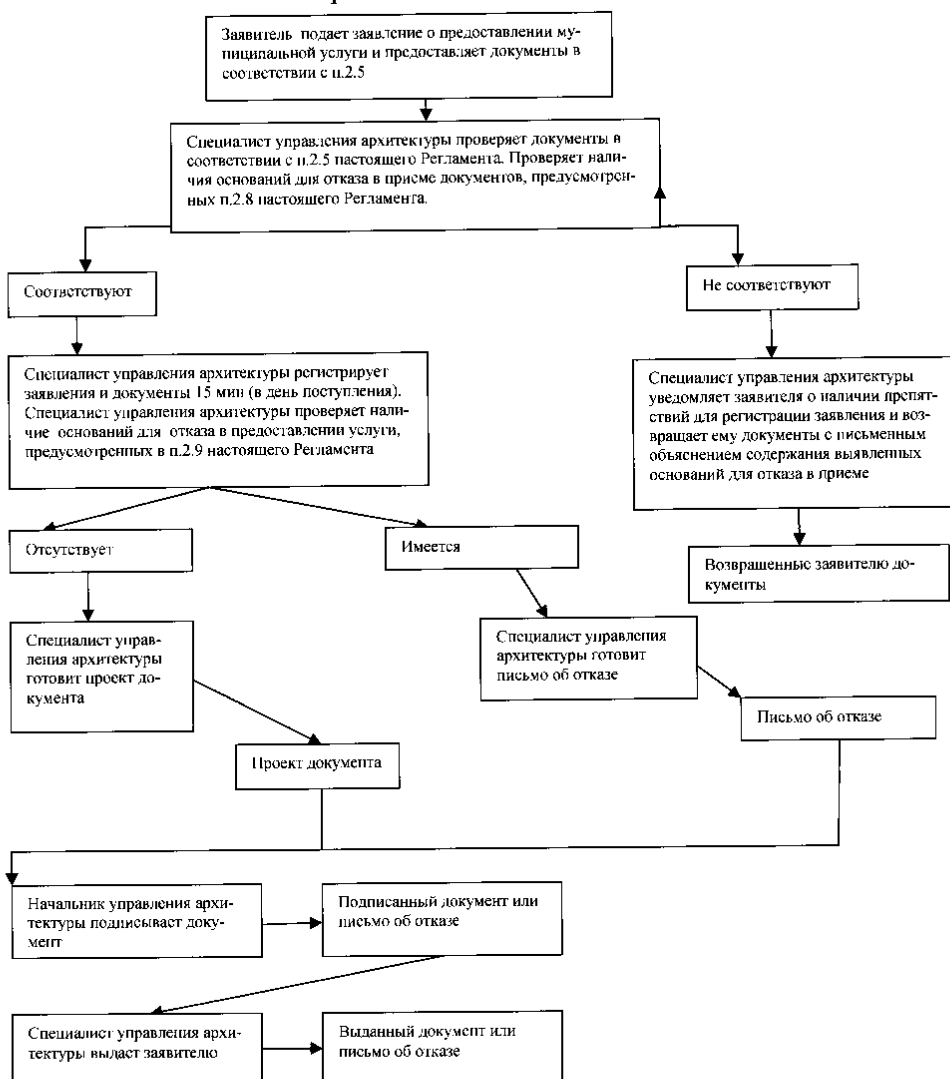 Заявитель подает заявление о предоставлении му-
ниципальной услуги и предоставляет документы в
соответствии с п.2.5
Специалист управления архитектуры проверяет документы в
соответствии с п.2.5 настоящего Регламента. Проверяет нали-
чия оснований для отказа в приеме документов, предусмотрен-
ных п.2.8 настоящего Регламента.
Соответствуют
Не соответствуют
Специалист управления архитектуры регистрирует
заявления и документы 15 мин (в день поступления).
Специалист управления архитектуры проверяет нали-
чие оснований для отказа в предоставлении услуги,
предусмотренных в п.2.9 настоящего Регламента
Специалист управления архитектуры
уведомляет заявителя о наличии препят-
ствий для регистрации заявления и воз-
вращает ему документы с письменным
объяснением содержания выявленных
оснований для отказа в приеме
Отсутствует
Имеется
Возвращенные заявителю до-
кументы
Специалист управ-
ления архитектуры
готовит проект до-
кумента
Специалист управления
архитектуры готовит
письмо об отказе
Письмо об отказе
Проект документа
Начальник управления архи-
тектуры подписывает доку-
мент
Подписанный документ или
письмо об отказе
Специалист управления архи-
тектуры выдает заявителю
Выданный документ или
письмо об отказе